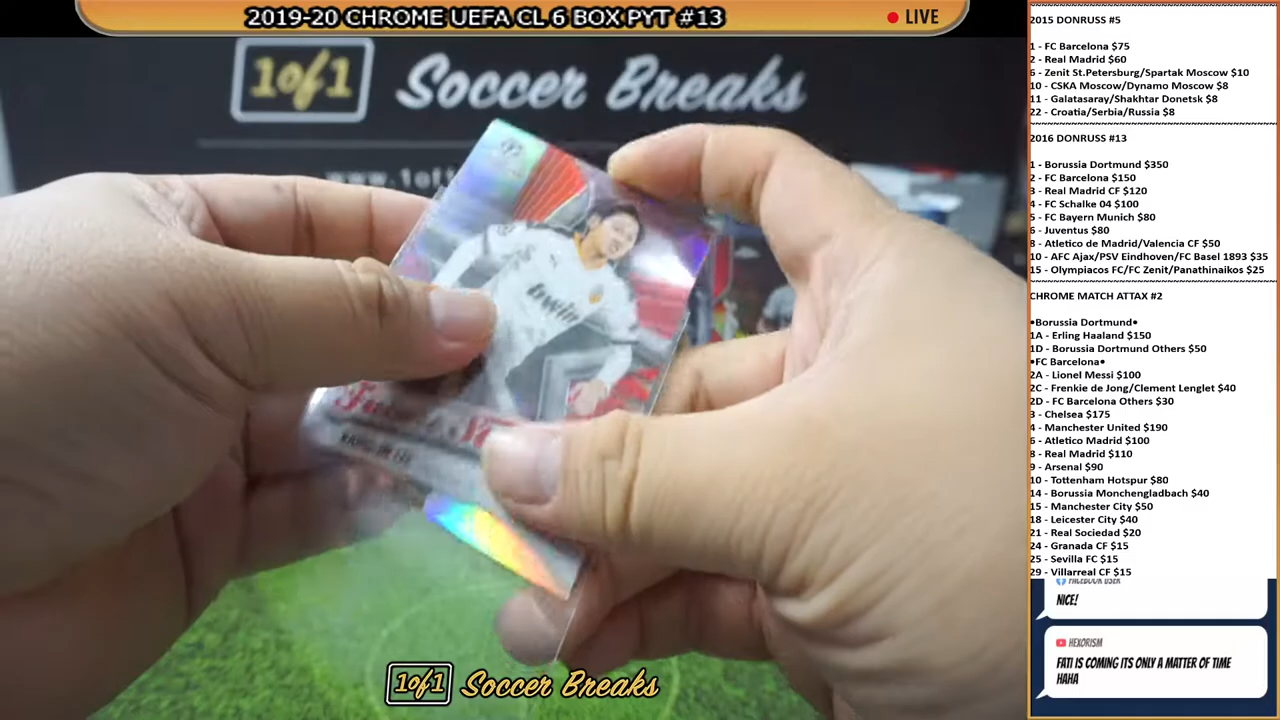 2019-20 CHROME UEFA CL 6 BOX PYT #13
LIVE
1of1 Soccer Breaks
www.1of1
bwin
1of1 Soccer Breaks
2015 DONRUSS #5
1 - FC Barcelona $75
2 - Real Madrid $60
6 - Zenit St.Petersburg/Spartak Moscow $10
10 - CSKA Moscow/Dynamo Moscow $8
11 - Galatasaray/Shakhtar Donetsk $8
22 - Croatia/Serbia/Russia $8
2016 DONRUSS #13
1 - Borussia Dortmund $350
2 - FC Barcelona $150
3 - Real Madrid CF $120
4 - FC Schalke 04 $100
5 - FC Bayern Munich $80
6 - Juventus $80
8 - Atletico de Madrid/Valencia CF $50
10 - AFC Ajax/PSV Eindhoven/FC Basel 1893 $35
15 - Olympiacos FC/FC Zenit/Panathinaikos $25
CHROME MATCH ATTAX #2
•Borussia Dortmund•
1A - Erling Haaland $150
1D - Borussia Dortmund Others $50
•FC Barcelona•
2A - Lionel Messi $100
2C - Frenkie de Jong/Clement Lenglet $40
2D - FC Barcelona Others $30
3 - Chelsea $175
4 - Manchester United $190
6 - Atletico Madrid $100
8 - Real Madrid $110
9 - Arsenal $90
10 - Tottenham Hotspur $80
14 - Borussia Monchengladbach $40
15 - Manchester City $50
18 - Leicester City $40
21 - Real Sociedad $20
24 - Granada CF $15
25 - Sevilla FC $15
29 - Villarreal CF $15
FACEBOOK USER
NICE!
HEXORISM
FATI IS COMING ITS ONLY A MATTER OF TIME
HAHA